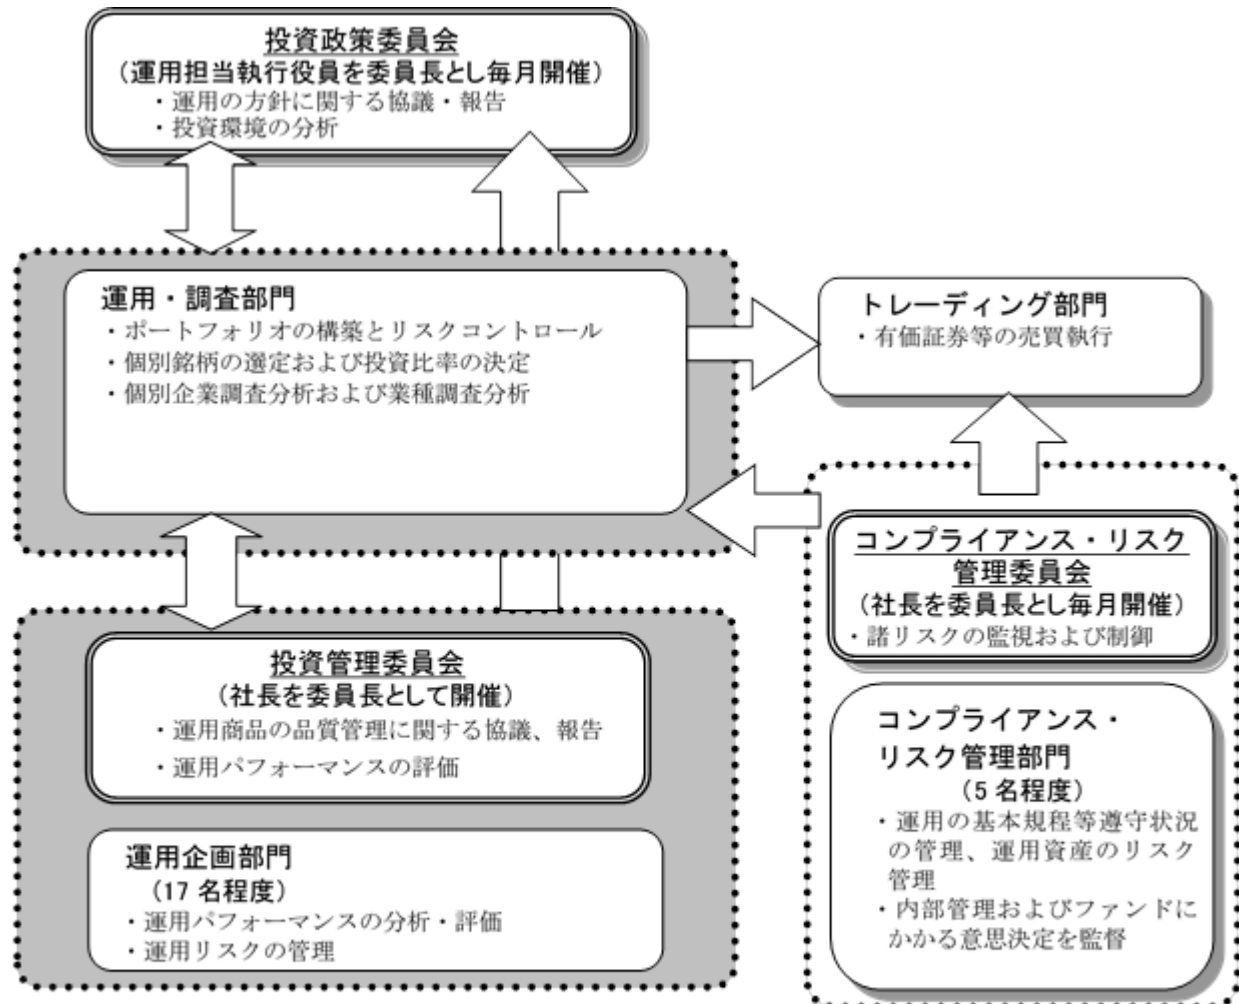 投資政策委員会
（運用担当執行役員を委員長とし毎月開催）
・運用の方針に関する協議・報告
・投資環境の分析
運用・調査部門
・ポートフォリオの構築とリスクコントロール
・個別銘柄の選定および投資比率の決定
・個別企業調査分析および業種調査分析
トレーディング部門
・有価証券等の売買執行
コンプライアンス・リスク
管理委員会
（社長を委員長とし毎月開催）
・諸リスクの監視および制御
投資管理委員会
（社長を委員長として開催）
・運用商品の品質管理に関する協議、報告
・運用パフォーマンスの評価
運用企画部門
（17 名程度）
・運用パフォーマンスの分析・評価
・運用リスクの管理
コンプライアンス・
リスク管理部門
（5 名程度）
・運用の基本規程等遵守状況
の管理、運用資産のリスク
管理
・内部管理およびファンドに
かかる意思決定を監督